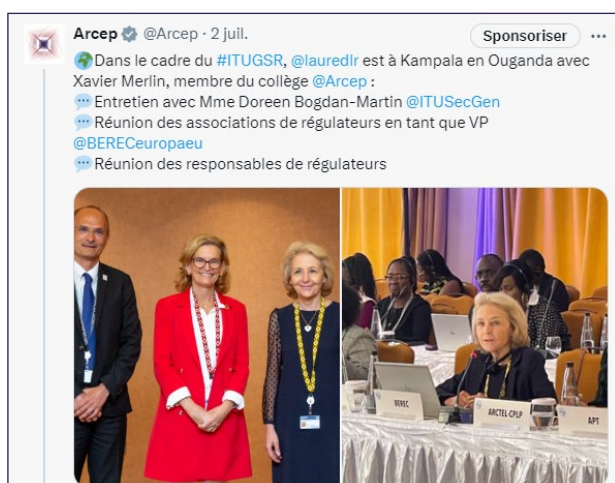 Arcep @Arcep · 2 juil.
Sponsoriser
Dans le cadre du #ITUGSR, @lauredlr est à Kampala en Ouganda avec
Xavier Merlin, membre du collège @Arcep :
Entretien avec Mme Doreen Bogdan-Martin @ITUSecGen
Réunion des associations de régulateurs en tant que VP
@BERECeuropaeu
Réunion des responsables de régulateurs
BEREC
ARCTEL-CPLP
APT